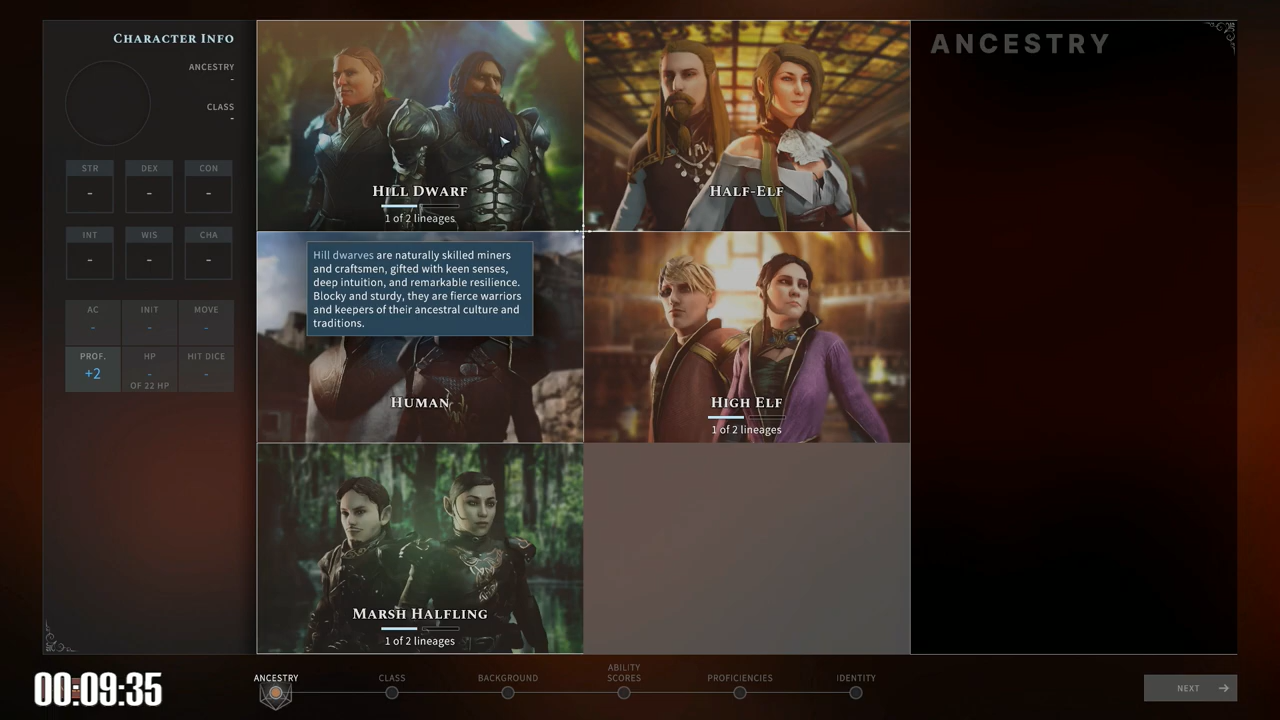 CHARACTER INFO
ANCESTRY
-
CLASS
-
STR
DEX
CON
-
-
-
INT
WIS
CHA
-
-
-
AC
INIT
MOVE
-
-
-
PROF.
HP
HIT DICE
+2
-
-
OF 22 HP
HILL DWARF
1 of 2 lineages
HALF-ELF
Hill dwarves are naturally skilled miners
and craftsmen, gifted with keen senses,
deep intuition, and remarkable resilience.
Blocky and sturdy, they are fierce warriors
and keepers of their ancestral culture and
traditions.
HUMAN
HIGH ELF
1 of 2 lineages
MARSH HALFLING
1 of 2 lineages
ANCESTRY
00:09:35
ANCESTRY
CLASS
BACKGROUND
ABILITY
SCORES
PROFICIENCIES
IDENTITY
NEXT